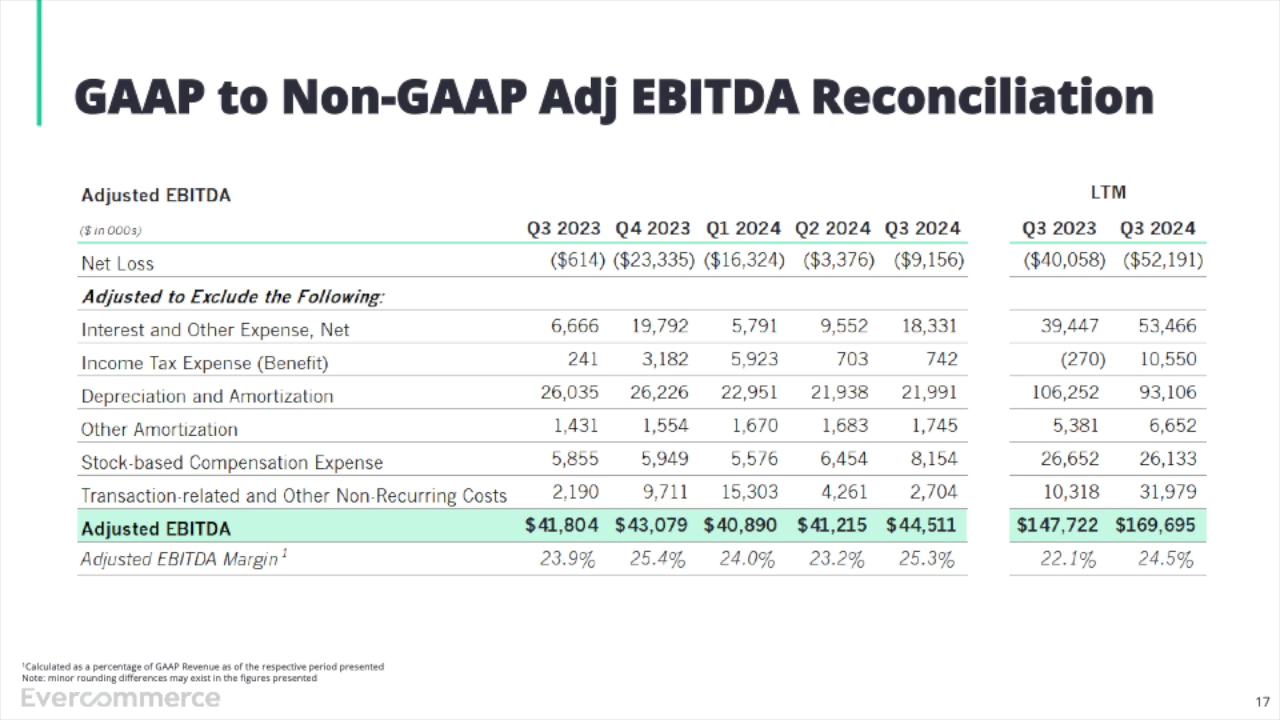 GAAP to Non-GAAP Adj EBITDA Reconciliation
Adjusted EBITDA LTM
($ in 000s) Q3 2023 Q4 2023 Q1 2024 Q2 2024 Q3 2024 Q3 2023 Q3 2024
Net Loss ($614) ($23,335) ($16,324) ($3,376) ($9,156) ($40,058) ($52,191)
Adjusted to Exclude the Following:
Interest and Other Expense, Net 6,666 19,792 5,791 9,552 18,331 39,447 53,466
Income Tax Expense (Benefit) 241 3,182 5,923 703 742 (270) 10,550
Depreciation and Amortization 26,035 26,226 22,951 21,938 21,991 106,252 93,106
Other Amortization 1,431 1,554 1,670 1,683 1,745 5,381 6,652
Stock-based Compensation Expense 5,855 5,949 5,576 6,454 8,154 26,652 26,133
Transaction-related and Other Non-Recurring Costs 2,190 9,711 15,303 4,261 2,704 10,318 31,979
Adjusted EBITDA $41,804 $43,079 $40,890 $41,215 $44,511 $147,722 $169,695
Adjusted EBITDA Margin¹ 23.9% 25.4% 24.0% 23.2% 25.3% 22.1% 24.5%
¹Calculated as a percentage of GAAP Revenue as of the respective period presented
Note: minor rounding differences may exist in the figures presented
Evercommerce
17